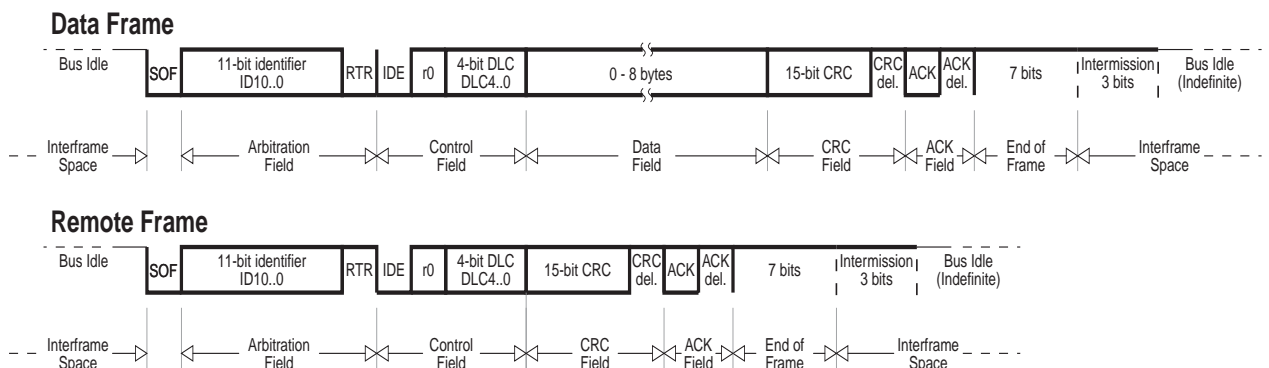 Data Frame
Bus Idle
SOF
11-bit identifier
ID10..0
RTR
IDE
r0
4-bit DLC
DLC4..0
0 - 8 bytes
15-bit CRC
CRC
del.
ACK
ACK
del.
7 bits
Intermission
3 bits
Bus Idle
(Indefinite)
Interframe
Space
Arbitration
Field
Control
Field
Data
Field
CRC
Field
ACK
Field
End of
Frame
Interframe
Space
Remote Frame
Bus Idle
SOF
11-bit identifier
ID10..0
RTR
IDE
r0
4-bit DLC
DLC4..0
15-bit CRC
CRC
del.
ACK
ACK
del.
7 bits
Intermission
3 bits
Bus Idle
(Indefinite)
Interframe
Space
Arbitration
Field
Control
Field
CRC
Field
ACK
Field
End of
Frame
Interframe
Space